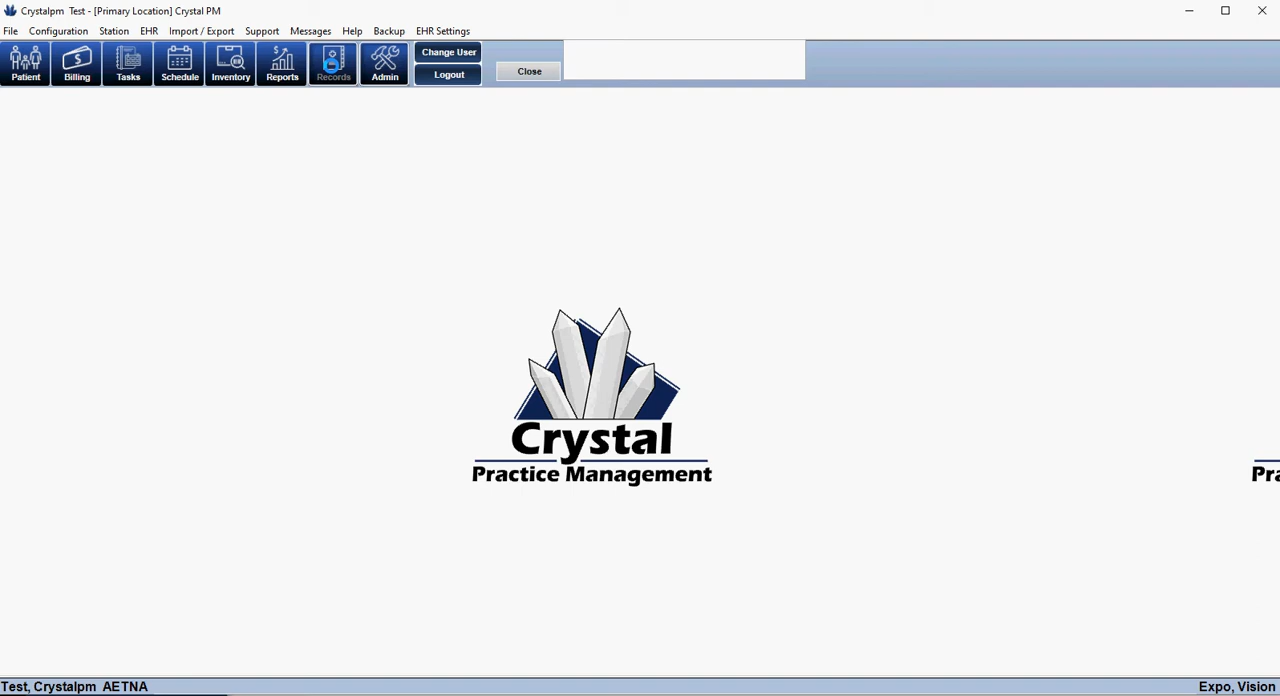 Crystalpm Test - [Primary Location] Crystal PM
File Configuration Station EHR Import / Export Support Messages Help Backup EHR Settings
Patient Billing Tasks Schedule Inventory Reports Records Admin
Change User
Logout
Close
Crystal
Practice Management
Pra
Test, Crystalpm AETNA
Expo, Vision